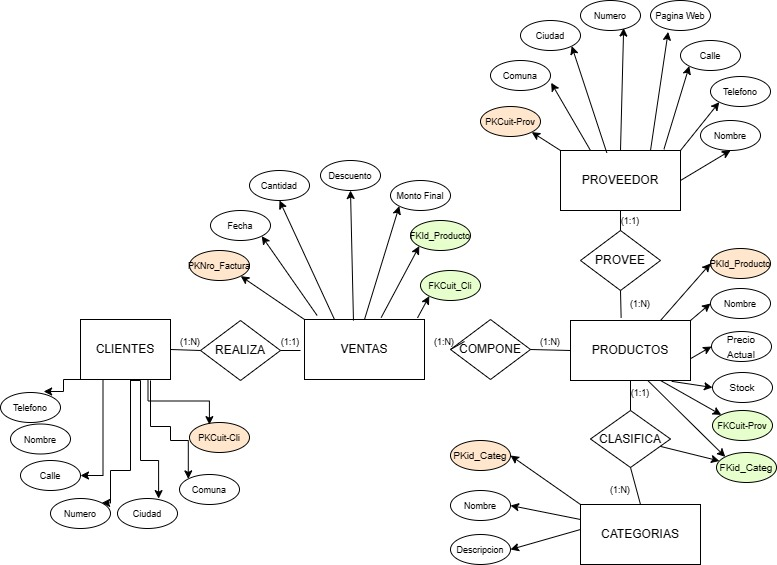 Numero
Pagina Web
Ciudad
Calle
Comuna
Telefono
PKCuit-Prov
Nombre
PROVEEDOR
(1:1)
PROVEE
(1:N)
Descuento
Cantidad
Monto Final
Fecha
FKId_Producto
PKNro_Factura
FKCuit_Cli
PKId_Producto
Nombre
Precio
Actual
Stock
FKCuit-Prov
FKid_Categ
CLIENTES
(1:N)
REALIZA
(1:1)
VENTAS
(1:N)
COMPONE
(1:N)
PRODUCTOS
(1:1)
CLASIFICA
(1:N)
Telefono
Nombre
PKCuit-Cli
Calle
Comuna
Numero
Ciudad
PKid_Categ
Nombre
Descripcion
CATEGORIAS